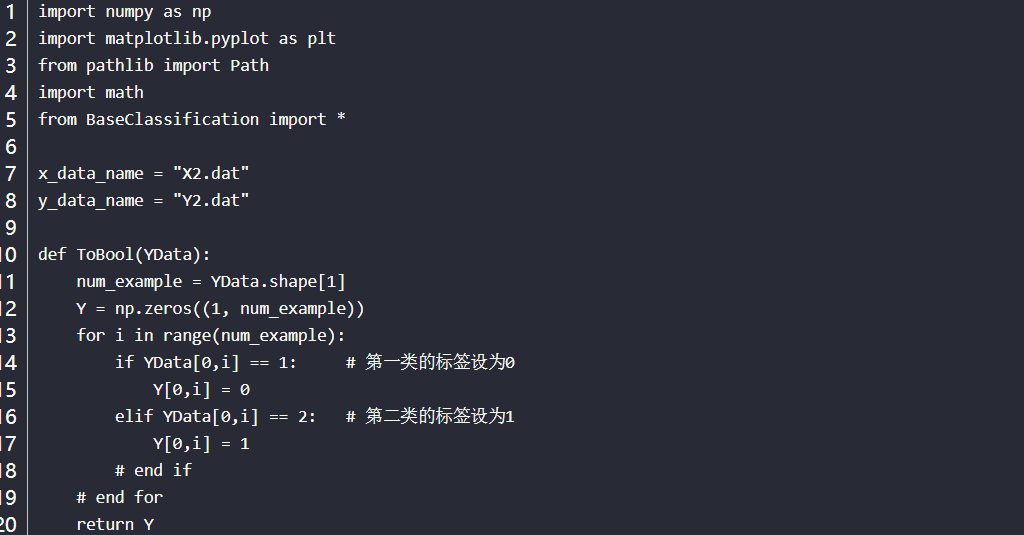 1 import numpy as np
2 import matplotlib.pyplot as plt
3 from pathlib import Path
4 import math
5 from BaseClassification import *
6
7 x_data_name = "X2.dat"
8 y_data_name = "Y2.dat"
9
10 def ToBool(YData):
11     num_example = YData.shape[1]
12     Y = np.zeros((1, num_example))
13     for i in range(num_example):
14         if YData[0,i] == 1:     # 第一类的标签设为0
15             Y[0,i] = 0
16         elif YData[0,i] == 2:   # 第二类的标签设为1
17             Y[0,i] = 1
18         # end if
19     # end for
20     return Y